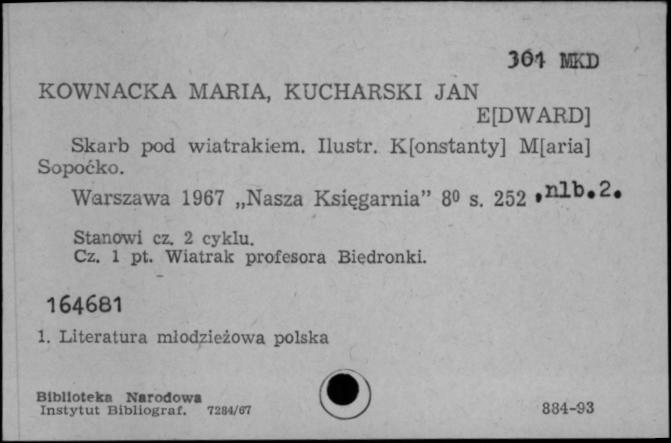 301 MKD
KOWNACKA MARIA, KUCHARSKI JAN
E[DWARD]
Skarb pod wiatrakiem. Ilustr. K[onstanty] M[aria]
Sopoćko.
Warszawa 1967 „Nasza Księgarnia” 8⁰ s. 252 ,nlb.2.
Stanowi cz. 2 cyklu.
Cz. 1 pt. Wiatrak profesora Biedronki.
164681
1. Literatura młodzieżowa polska
Biblioteka Narodowa
Instytut Bibliograf. 7284/67
884-93